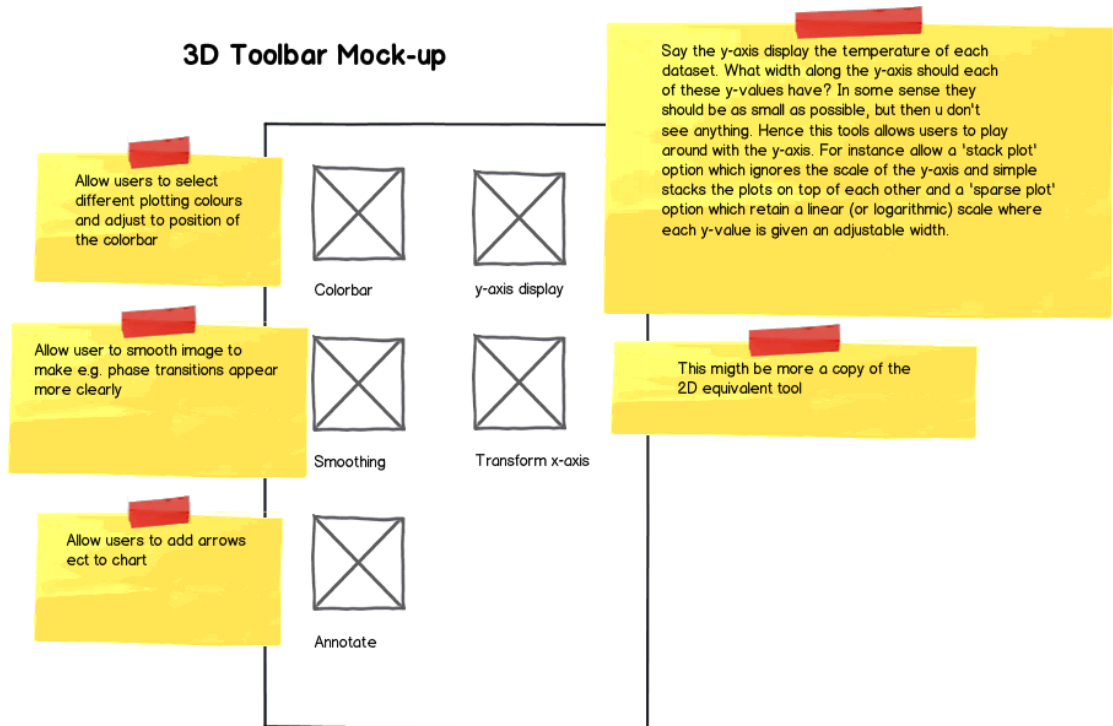 3D Toolbar Mock-up
Say the y-axis display the temperature of each
dataset. What width along the y-axis should each
of these y-values have? In some sense they
should be as small as possible, but then u don't
see anything. Hence this tools allows users to play
around with the y-axis. For instance allow a 'stack plot'
option which ignores the scale of the y-axis and simple
stacks the plots on top of each other and a 'sparse plot'
option which retain a linear (or logarithmic) scale where
each y-value is given an adjustable width.
Allow users to select
different plotting colours
and adjust to position of
the colorbar
Colorbar
y-axis display
Allow user to smooth image to
make e.g. phase transitions appear
more clearly
This migth be more a copy of the
2D equivalent tool
Smoothing
Transform x-axis
Allow users to add arrows
ect to chart
Annotate